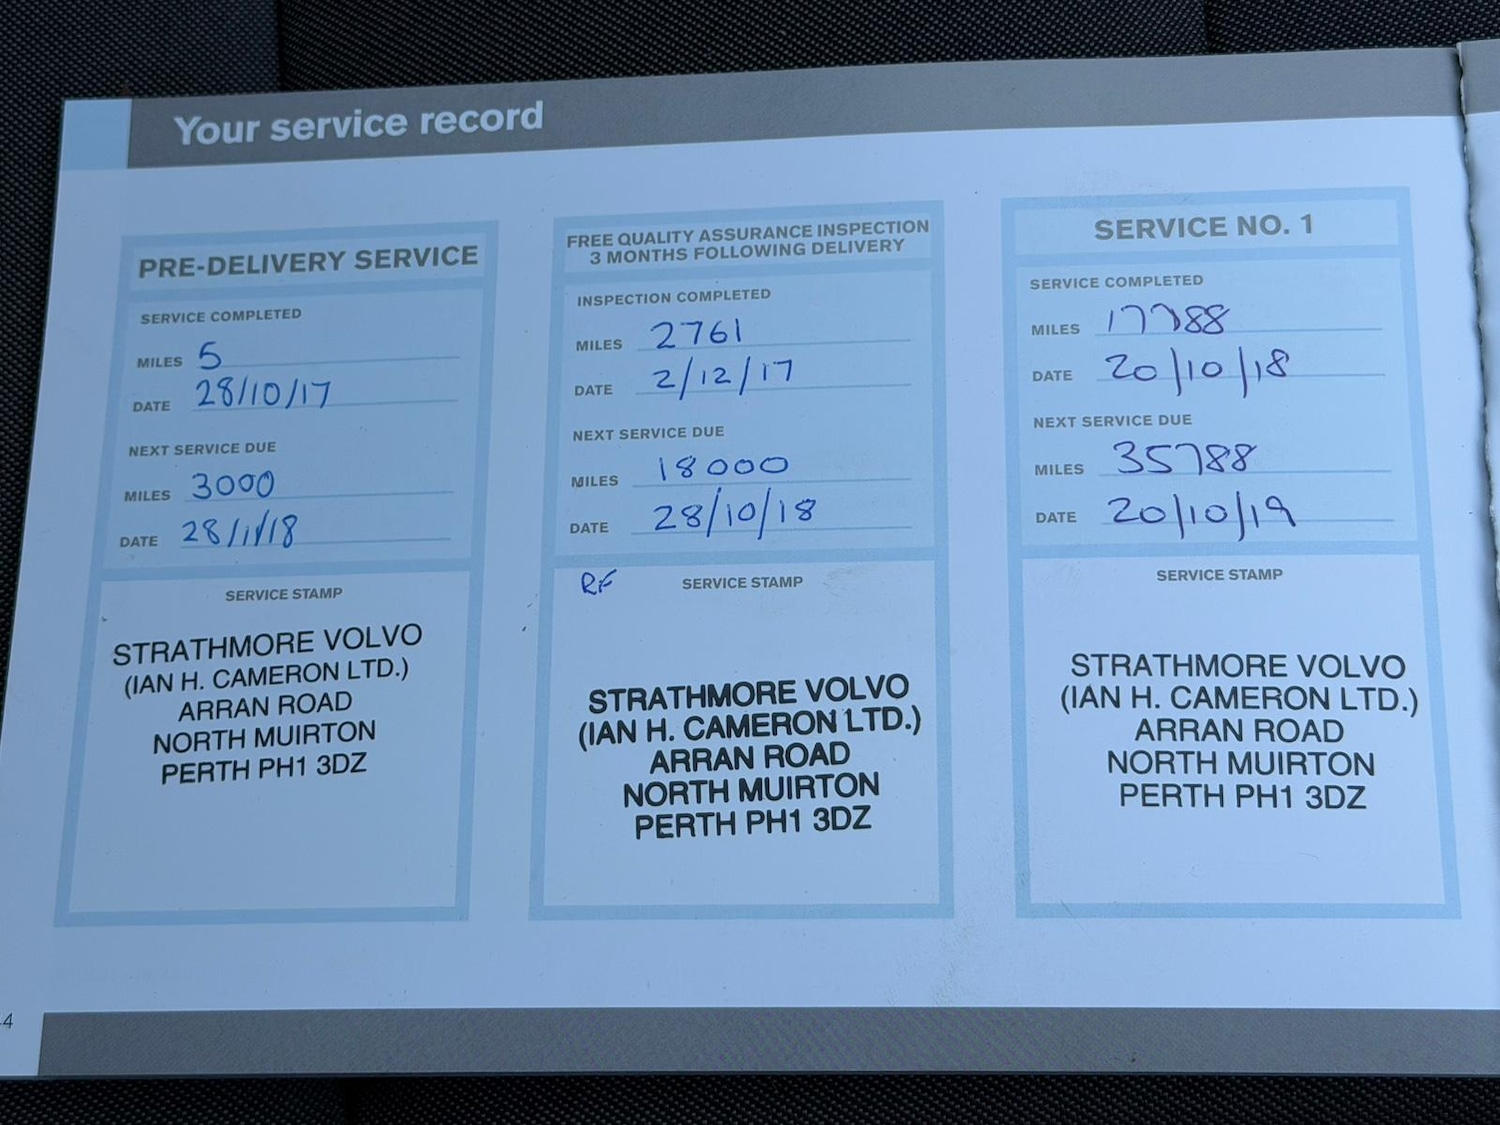 Your service record
PRE-DELIVERY SERVICE
SERVICE COMPLETED
MILES 5
DATE 28/10/17
NEXT SERVICE DUE
MILES 3000
DATE 28/1/18
SERVICE STAMP
STRATHMORE VOLVO
(IAN H. CAMERON LTD.)
ARRAN ROAD
NORTH MUIRTON
PERTH PH1 3DZ
FREE QUALITY ASSURANCE INSPECTION
3 MONTHS FOLLOWING DELIVERY
INSPECTION COMPLETED
MILES 2761
DATE 2/12/17
NEXT SERVICE DUE
MILES 18000
DATE 28/10/18
RF SERVICE STAMP
STRATHMORE VOLVO
(IAN H. CAMERON LTD.)
ARRAN ROAD
NORTH MUIRTON
PERTH PH1 3DZ
SERVICE NO. 1
SERVICE COMPLETED
MILES 17788
DATE 20/10/18
NEXT SERVICE DUE
MILES 35788
DATE 20/10/19
SERVICE STAMP
STRATHMORE VOLVO
(IAN H. CAMERON LTD.)
ARRAN ROAD
NORTH MUIRTON
PERTH PH1 3DZ